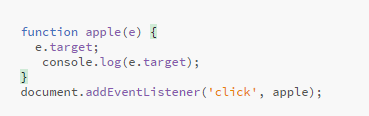 function apple(e) {
  e.target;
   console.log(e.target);
}
document.addEventListener('click', apple);